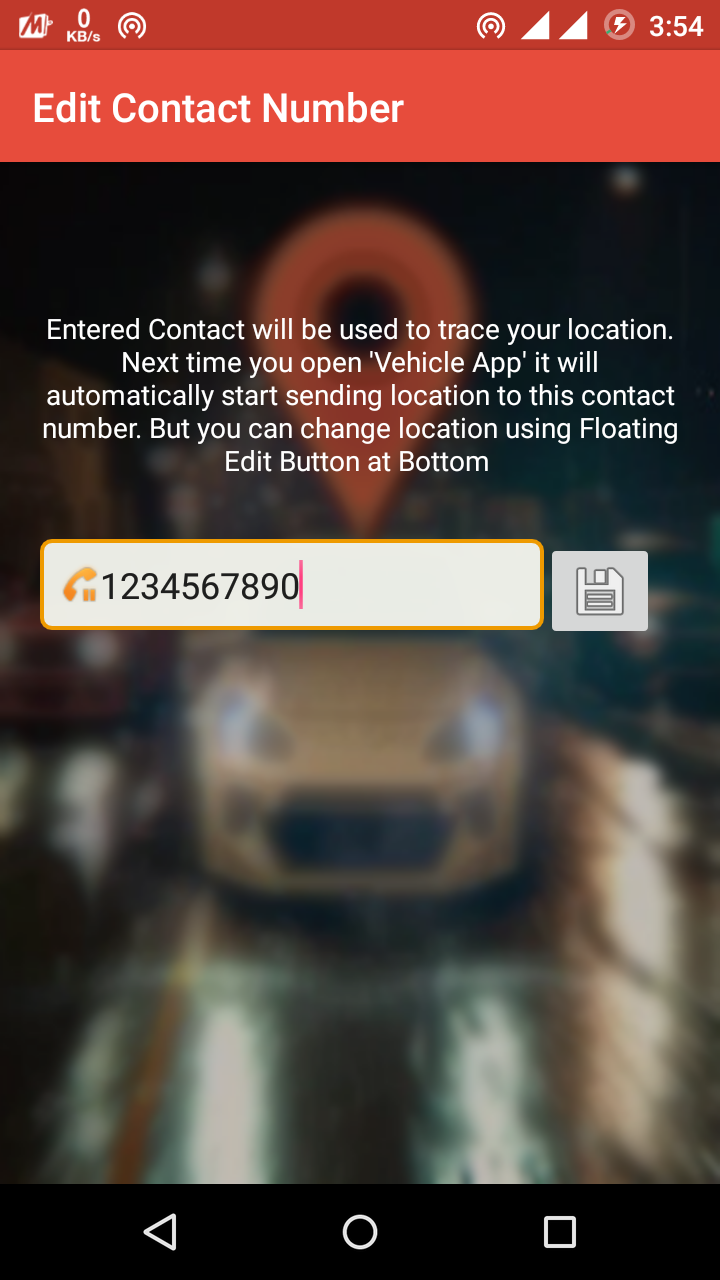 0
KB/s
3:54
Edit Contact Number
Entered Contact will be used to trace your location.
Next time you open 'Vehicle App' it will
automatically start sending location to this contact
number. But you can change location using Floating
Edit Button at Bottom
1234567890